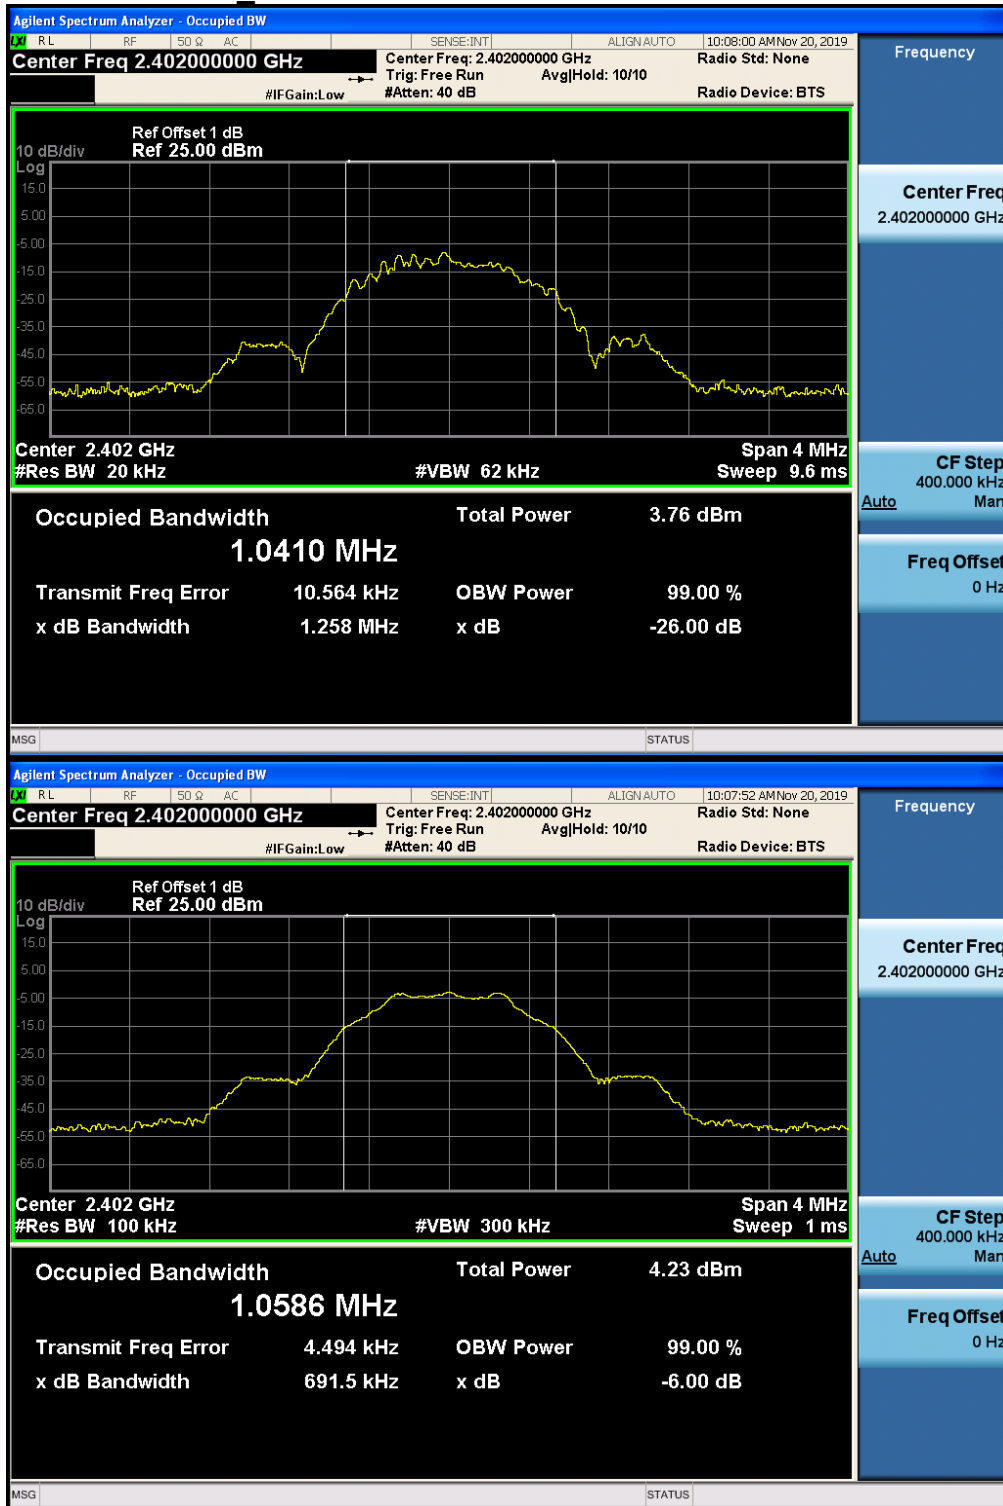 Agilent Spectrum Analyzer - Occupied BW
LXI RL RF 50 Ω AC SENSE:INT ALIGN AUTO 10:08:00 AM Nov 20, 2019
Center Freq 2.402000000 GHz
Center Freq: 2.402000000 GHz
Radio Std: None
Trig: Free Run Avg|Hold: 10/10
#IFGain:Low #Atten: 40 dB Radio Device: BTS
Ref Offset 1 dB
10 dB/div Ref 25.00 dBm
Log
15.0
5.00
-5.00
-15.0
-25.0
-35.0
-45.0
-55.0
-65.0
Center 2.402 GHz Span 4 MHz
#Res BW 20 kHz #VBW 62 kHz Sweep 9.6 ms
Occupied Bandwidth Total Power 3.76 dBm
1.0410 MHz
Transmit Freq Error 10.564 kHz OBW Power 99.00 %
x dB Bandwidth 1.258 MHz x dB -26.00 dB
MSG STATUS
Frequency
Center Freq
2.402000000 GHz
CF Step
400.000 kHz
Auto Man
Freq Offset
0 Hz
Agilent Spectrum Analyzer - Occupied BW
LXI RL RF 50 Ω AC SENSE:INT ALIGN AUTO 10:07:52 AM Nov 20, 2019
Center Freq 2.402000000 GHz
Center Freq: 2.402000000 GHz
Radio Std: None
Trig: Free Run Avg|Hold: 10/10
#IFGain:Low #Atten: 40 dB Radio Device: BTS
Ref Offset 1 dB
10 dB/div Ref 25.00 dBm
Log
15.0
5.00
-5.00
-15.0
-25.0
-35.0
-45.0
-55.0
-65.0
Center 2.402 GHz Span 4 MHz
#Res BW 100 kHz #VBW 300 kHz Sweep 1 ms
Occupied Bandwidth Total Power 4.23 dBm
1.0586 MHz
Transmit Freq Error 4.494 kHz OBW Power 99.00 %
x dB Bandwidth 691.5 kHz x dB -6.00 dB
MSG STATUS
Frequency
Center Freq
2.402000000 GHz
CF Step
400.000 kHz
Auto Man
Freq Offset
0 Hz